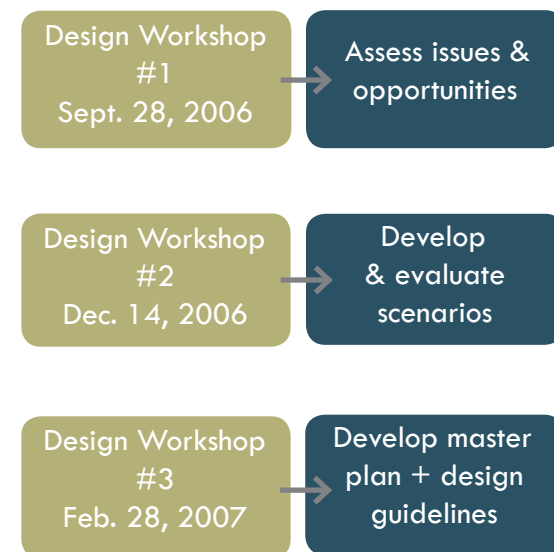 Design Workshop
#1
Sept. 28, 2006
Assess issues &
opportunities
Design Workshop
#2
Dec. 14, 2006
Develop
& evaluate
scenarios
Design Workshop
#3
Feb. 28, 2007
Develop master
plan + design
guidelines